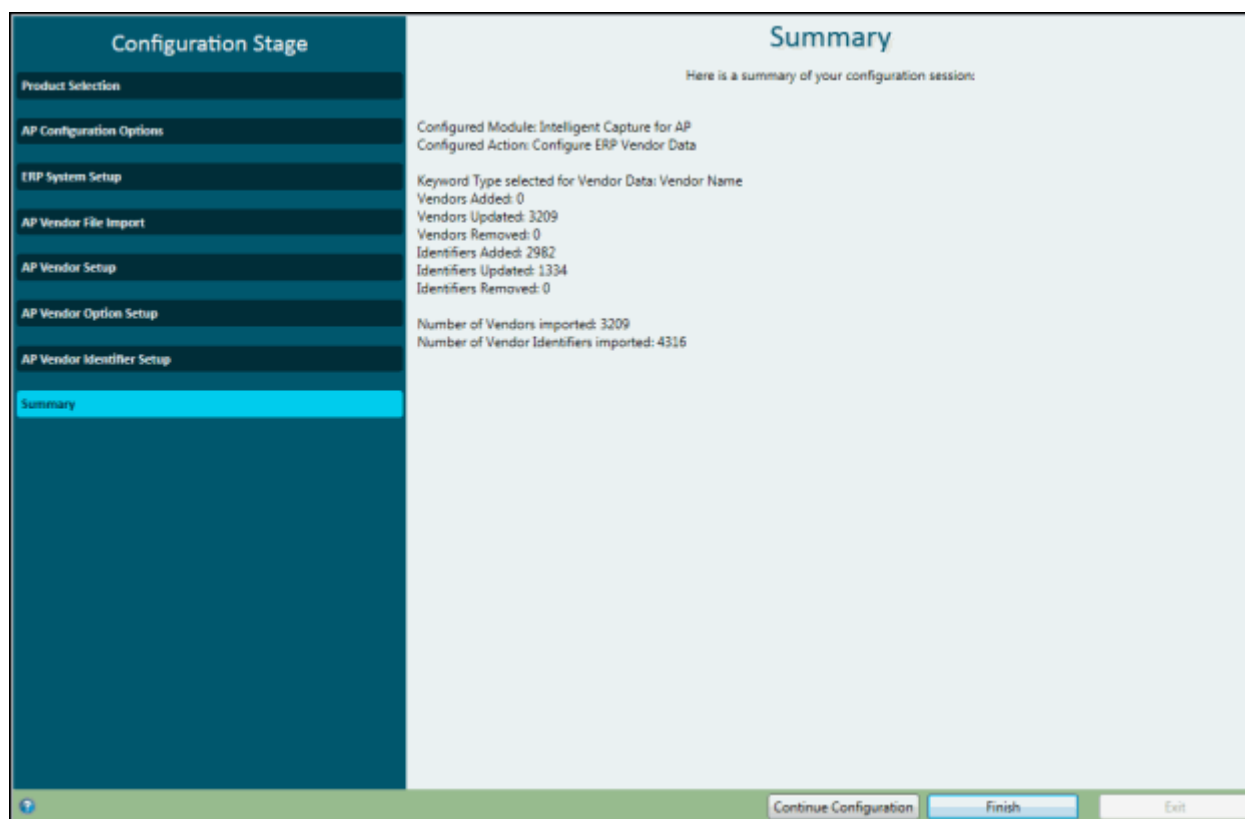 Configuration Stage
Product Selection
AP Configuration Options
ERP System Setup
AP Vendor File Import
AP Vendor Setup
AP Vendor Option Setup
AP Vendor Identifier Setup
Summary
Summary
Here is a summary of your configuration session:
Configured Module: Intelligent Capture for AP
Configured Action: Configure ERP Vendor Data
Keyword Type selected for Vendor Data: Vendor Name
Vendors Added: 0
Vendors Updated: 3209
Vendors Removed: 0
Identifiers Added: 2982
Identifiers Updated: 1334
Identifiers Removed: 0
Number of Vendors imported: 3209
Number of Vendor Identifiers imported: 4316
?
Continue Configuration
Finish
Exit